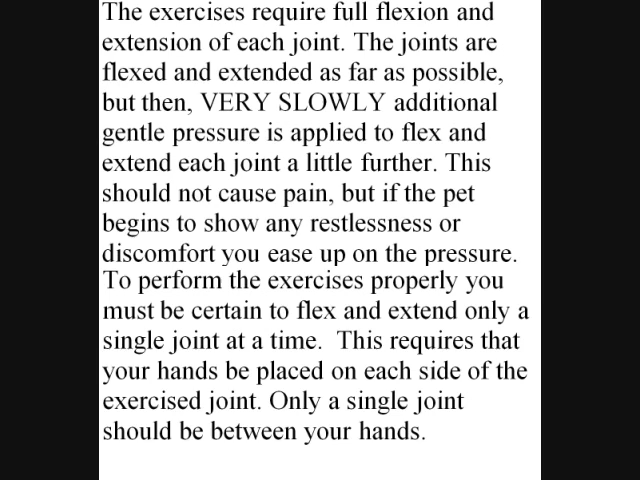 The exercises require full flexion and
extension of each joint. The joints are
flexed and extended as far as possible,
but then, VERY SLOWLY additional
gentle pressure is applied to flex and
extend each joint a little further. This
should not cause pain, but if the pet
begins to show any restlessness or
discomfort you ease up on the pressure.
To perform the exercises properly you
must be certain to flex and extend only a
single joint at a time.  This requires that
your hands be placed on each side of the
exercised joint. Only a single joint
should be between your hands.